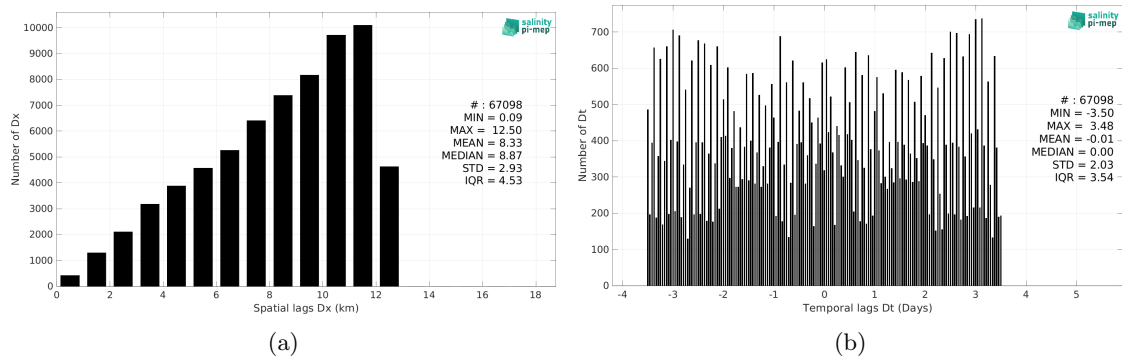 salinity
pi-mep
10000
9000
8000
7000
6000
5000
4000
3000
2000
1000
0
Number of Dx
# : 67098
MIN = 0.09
MAX = 12.50
MEAN = 8.33
MEDIAN = 8.87
STD = 2.93
IQR = 4.53
0 2 4 6 8 10 12 14 16 18
Spatial lags Dx (km)
(a)
salinity
pi-mep
700
600
500
400
300
200
100
0
Number of Dt
# : 67098
MIN = -3.50
MAX = 3.48
MEAN = -0.01
MEDIAN = 0.00
STD = 2.03
IQR = 3.54
-4 -3 -2 -1 0 1 2 3 4 5
Temporal lags Dt (Days)
(b)